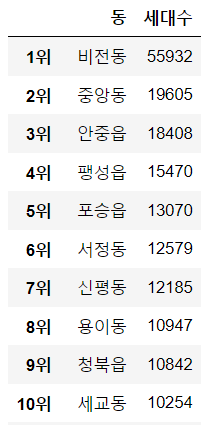 동 세대수
1위 비전동 55932
2위 중앙동 19605
3위 안중읍 18408
4위 팽성읍 15470
5위 포승읍 13070
6위 서정동 12579
7위 신평동 12185
8위 용이동 10947
9위 청북읍 10842
10위 세교동 10254